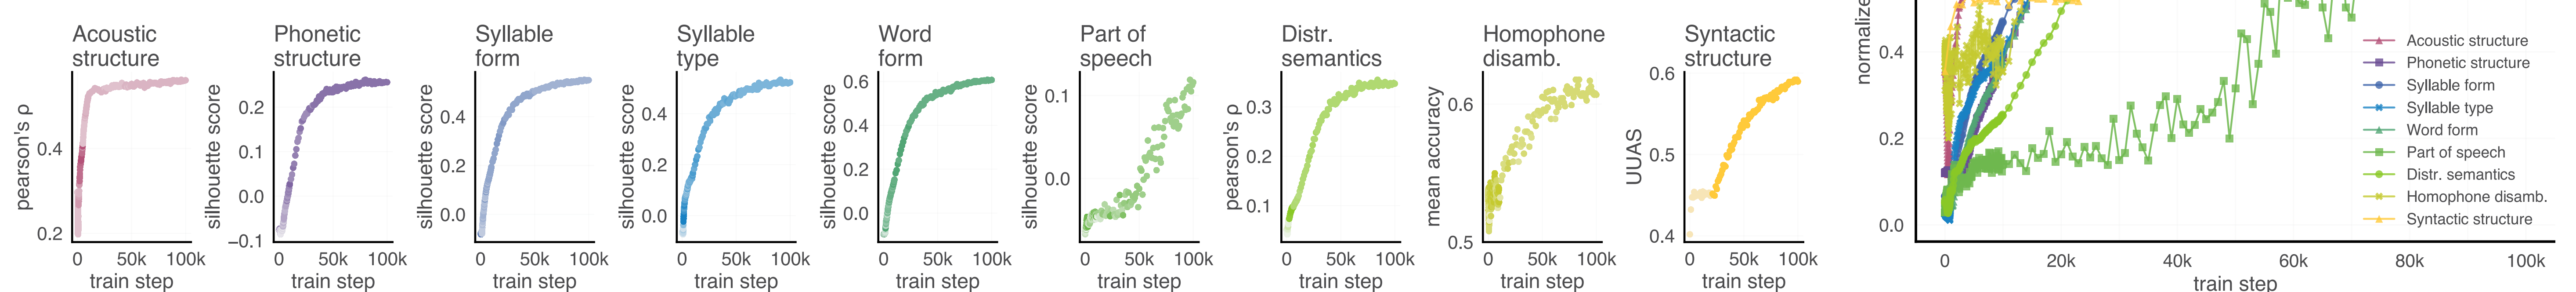 Acoustic
structure
pearson's ρ
0.4
0.2
0 50k 100k
train step
Phonetic
structure
silhouette score
0.2
0.1
0.0
−0.1
0 50k 100k
train step
Syllable
form
silhouette score
0.4
0.2
0.0
0 50k 100k
train step
Syllable
type
silhouette score
0.4
0.2
0.0
0 50k 100k
train step
Word
form
silhouette score
0.6
0.4
0.2
0.0
0 50k 100k
train step
Part of
speech
silhouette score
0.1
0.0
0 50k 100k
train step
Distr.
semantics
pearson's ρ
0.3
0.2
0.1
0 50k 100k
train step
Homophone
disamb.
mean accuracy
0.6
0.5
0 50k 100k
train step
Syntactic
structure
UUAS
0.6
0.5
0.4
0 50k 100k
train step
normalize
0.4
0.2
0.0
0 20k 40k 60k 80k 100k
train step
Acoustic structure
Phonetic structure
Syllable form
Syllable type
Word form
Part of speech
Distr. semantics
Homophone disamb.
Syntactic structure